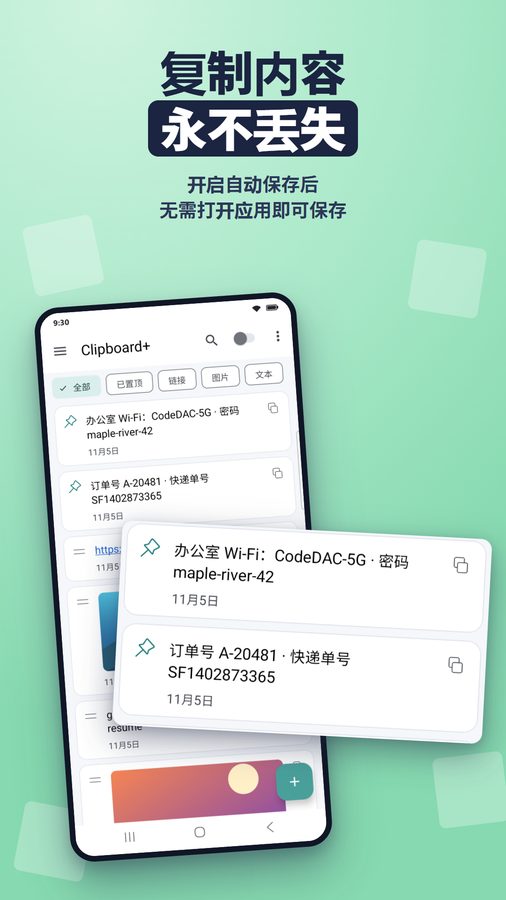 复制内容
永不丢失
开启自动保存后
无需打开应用即可保存
9:30
Clipboard+
全部
已置顶
链接
图片
文本
办公室 Wi-Fi：CodeDAC-5G · 密码
maple-river-42
11月5日
订单号 A-20481 · 快递单号
SF1402873365
11月5日
https:
11月5
办公室 Wi-Fi：CodeDAC-5G · 密码
maple-river-42
11月5日
订单号 A-20481 · 快递单号
SF1402873365
11月5日
11
resume
11月5日